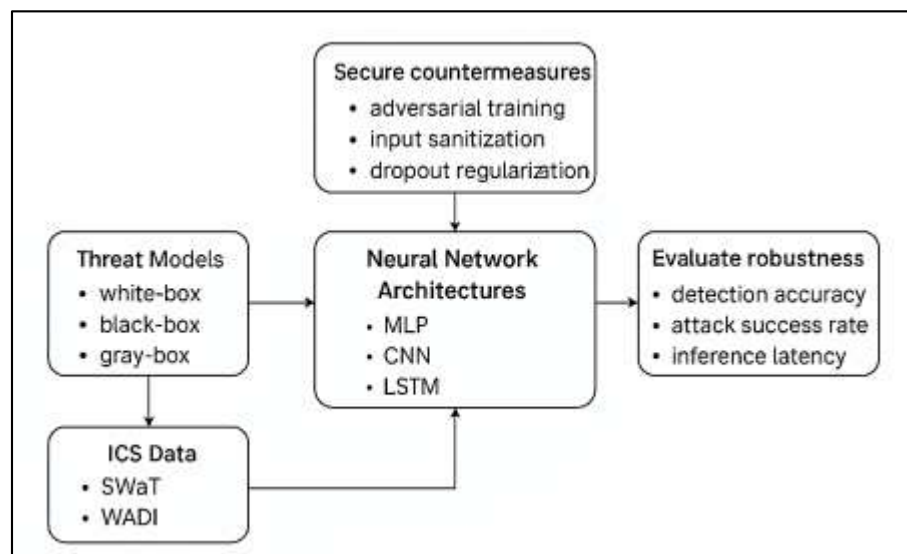 Secure countermeasures
• adversarial training
• input sanitization
• dropout regularization
Threat Models
• white-box
• black-box
• gray-box
Neural Network
Architectures
• MLP
• CNN
• LSTM
Evaluate robustness
• detection accuracy
• attack success rate
• inference latency
ICS Data
• SWaT
• WADI